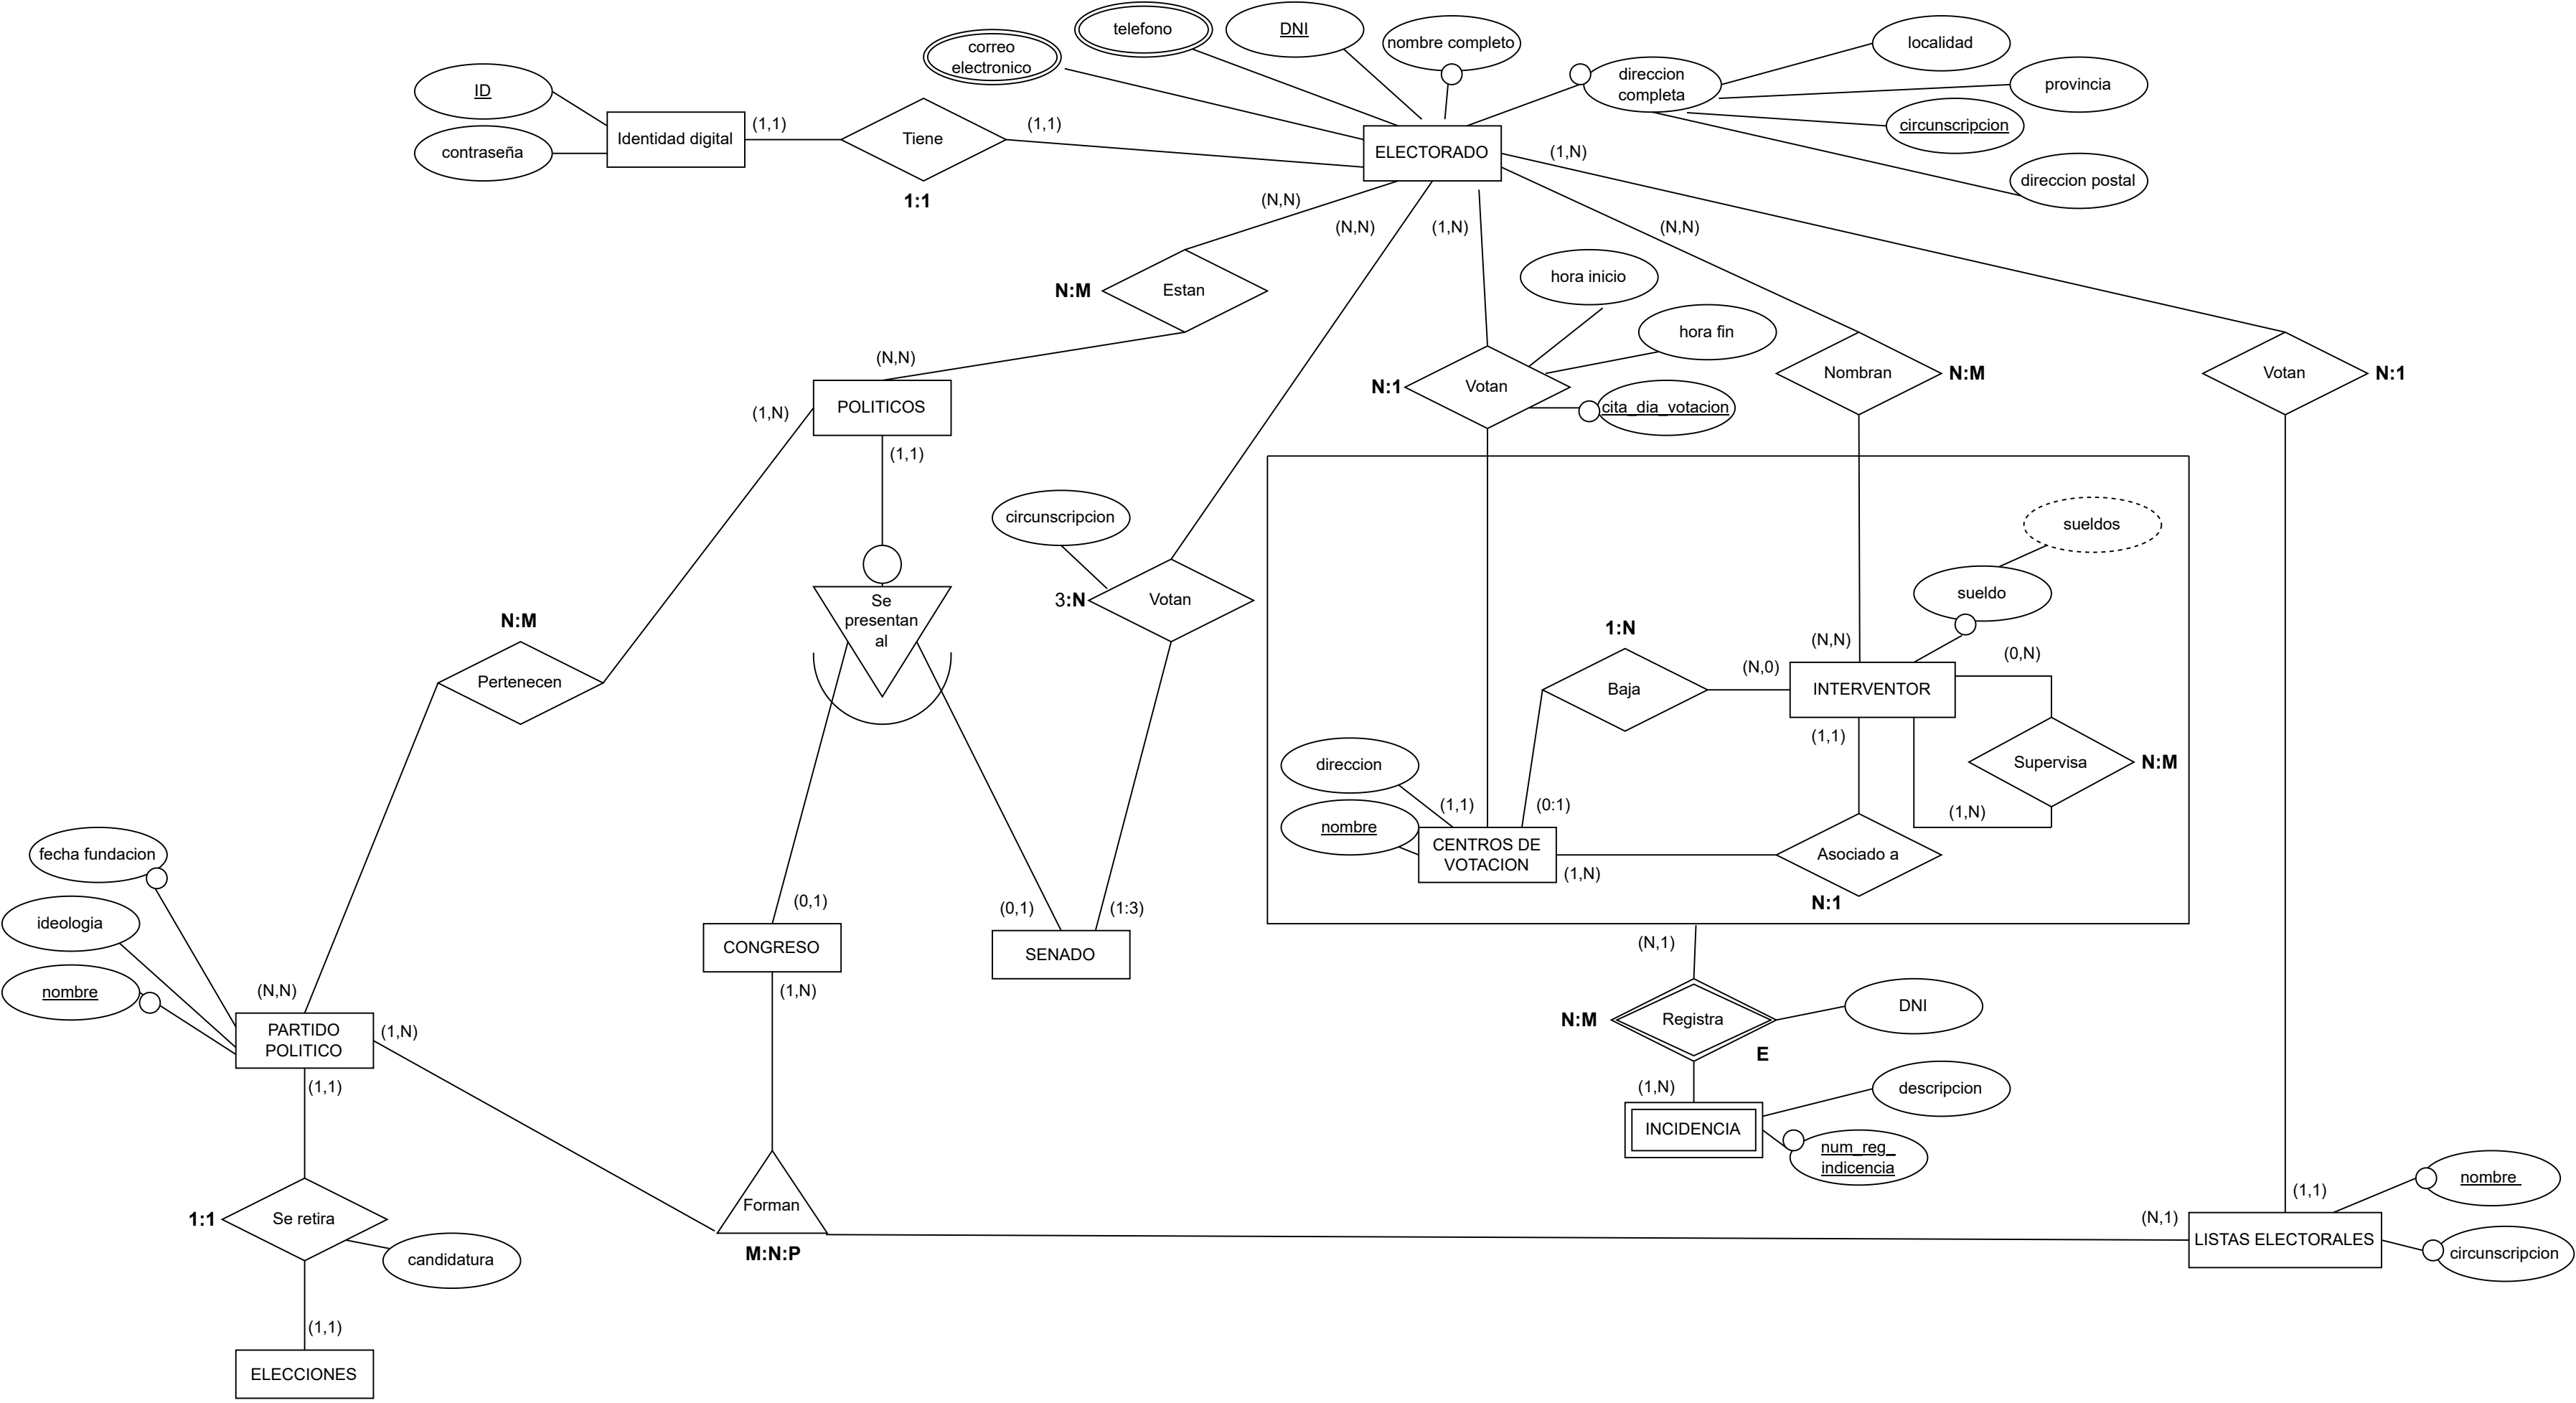 telefono
DNI
nombre completo
localidad
correo
electronico
direccion
completa
provincia
ID
circunscripcion
Identidad digital
(1,1)
Tiene
(1,1)
contraseña
ELECTORADO
(1,N)
direccion postal
1:1
(N,N)
(N,N)
(1,N)
(N,N)
N:M
Estan
hora inicio
hora fin
(N,N)
POLITICOS
(1,N)
N:1
Votan
cita_dia_votacion
Nombran
N:M
Votan
N:1
(1,1)
circunscripcion
sueldos
Se
presentan
al
3:N
Votan
sueldo
N:M
Pertenecen
1:N
(N,N)
(0,N)
Baja
(N,0)
INTERVENTOR
(1,1)
Supervisa
N:M
direccion
(1,1)
(0:1)
(1,N)
nombre
CENTROS DE
VOTACION
(1,N)
Asociado a
N:1
fecha fundacion
ideologia
nombre
(0,1)
(0,1)
(1:3)
CONGRESO
SENADO
(N,1)
(N,N)
(1,N)
PARTIDO
POLITICO
(1,N)
N:M
Registra
E
DNI
(1,1)
(1,N)
descripcion
INCIDENCIA
num_reg_
indicencia
1:1
Se retira
candidatura
Forman
M:N:P
(1,1)
(N,1)
nombre
LISTAS ELECTORALES
circunscripcion
(1,1)
ELECCIONES